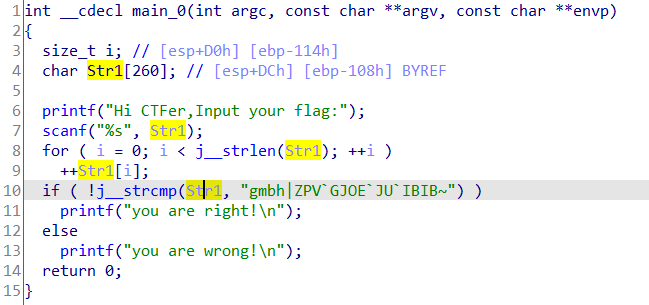 1 int __cdecl main_0(int argc, const char **argv, const char **envp)
2 {
3   size_t i; // [esp+D0h] [ebp-114h]
4   char Str1[260]; // [esp+DCh] [ebp-108h] BYREF
5
6   printf("Hi CTFer,Input your flag:");
7   scanf("%s", Str1);
8   for ( i = 0; i < j__strlen(Str1); ++i )
9     ++Str1[i];
10   if ( !j__strcmp(Str1, "gmbh|ZPV`GJOE`JU`IBIB~") )
11     printf("you are right!\n");
12   else
13     printf("you are wrong!\n");
14   return 0;
15 }